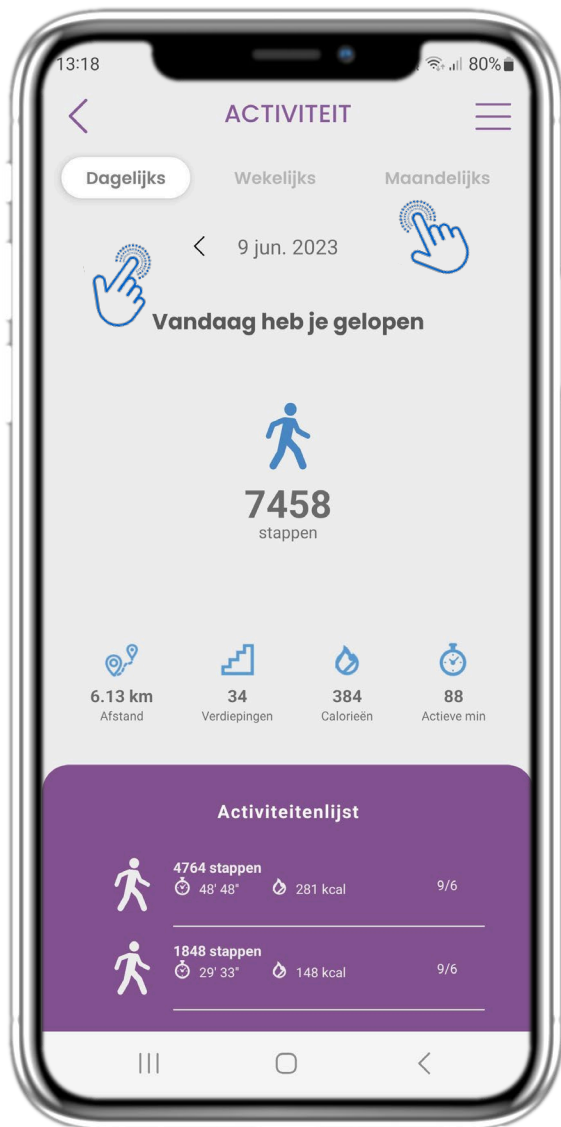 13:18 80%
ACTIVITEIT
Dagelijks Wekelijks Maandelijks
9 jun. 2023
Vandaag heb je gelopen
7458
stappen
6.13 km 34 384 88
Afstand Verdiepingen Calorieën Actieve min
Activiteitenlijst
4764 stappen
48' 48" 281 kcal 9/6
1848 stappen
29' 33" 148 kcal 9/6